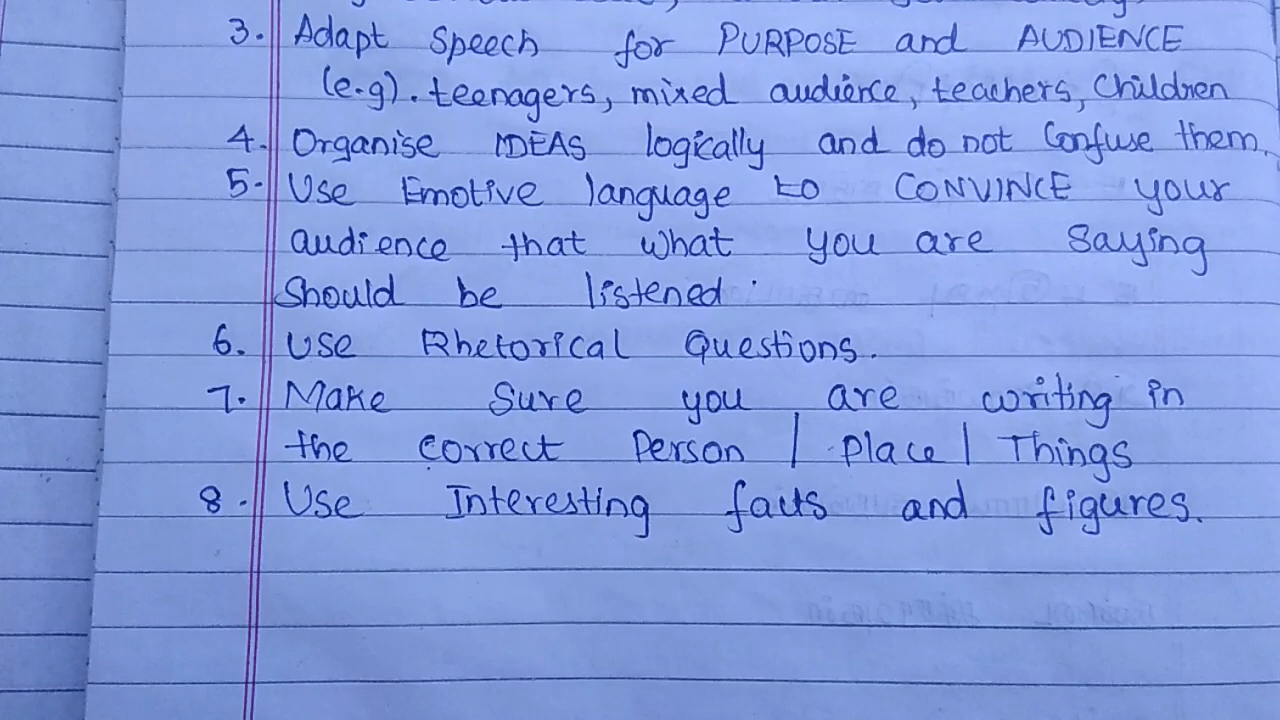 3. Adapt Speech for PURPOSE and AUDIENCE
(e.g). teenagers, mixed audience, teachers, Children
4. Organise IDEAS logically and do not Confuse them.
5. Use Emotive language to CONVINCE your
audience that what you are Saying
Should be listened.
6. Use Rhetorical Questions.
7. Make Sure you are writing in
the correct Person | Place | Things
8. Use Interesting facts and figures.